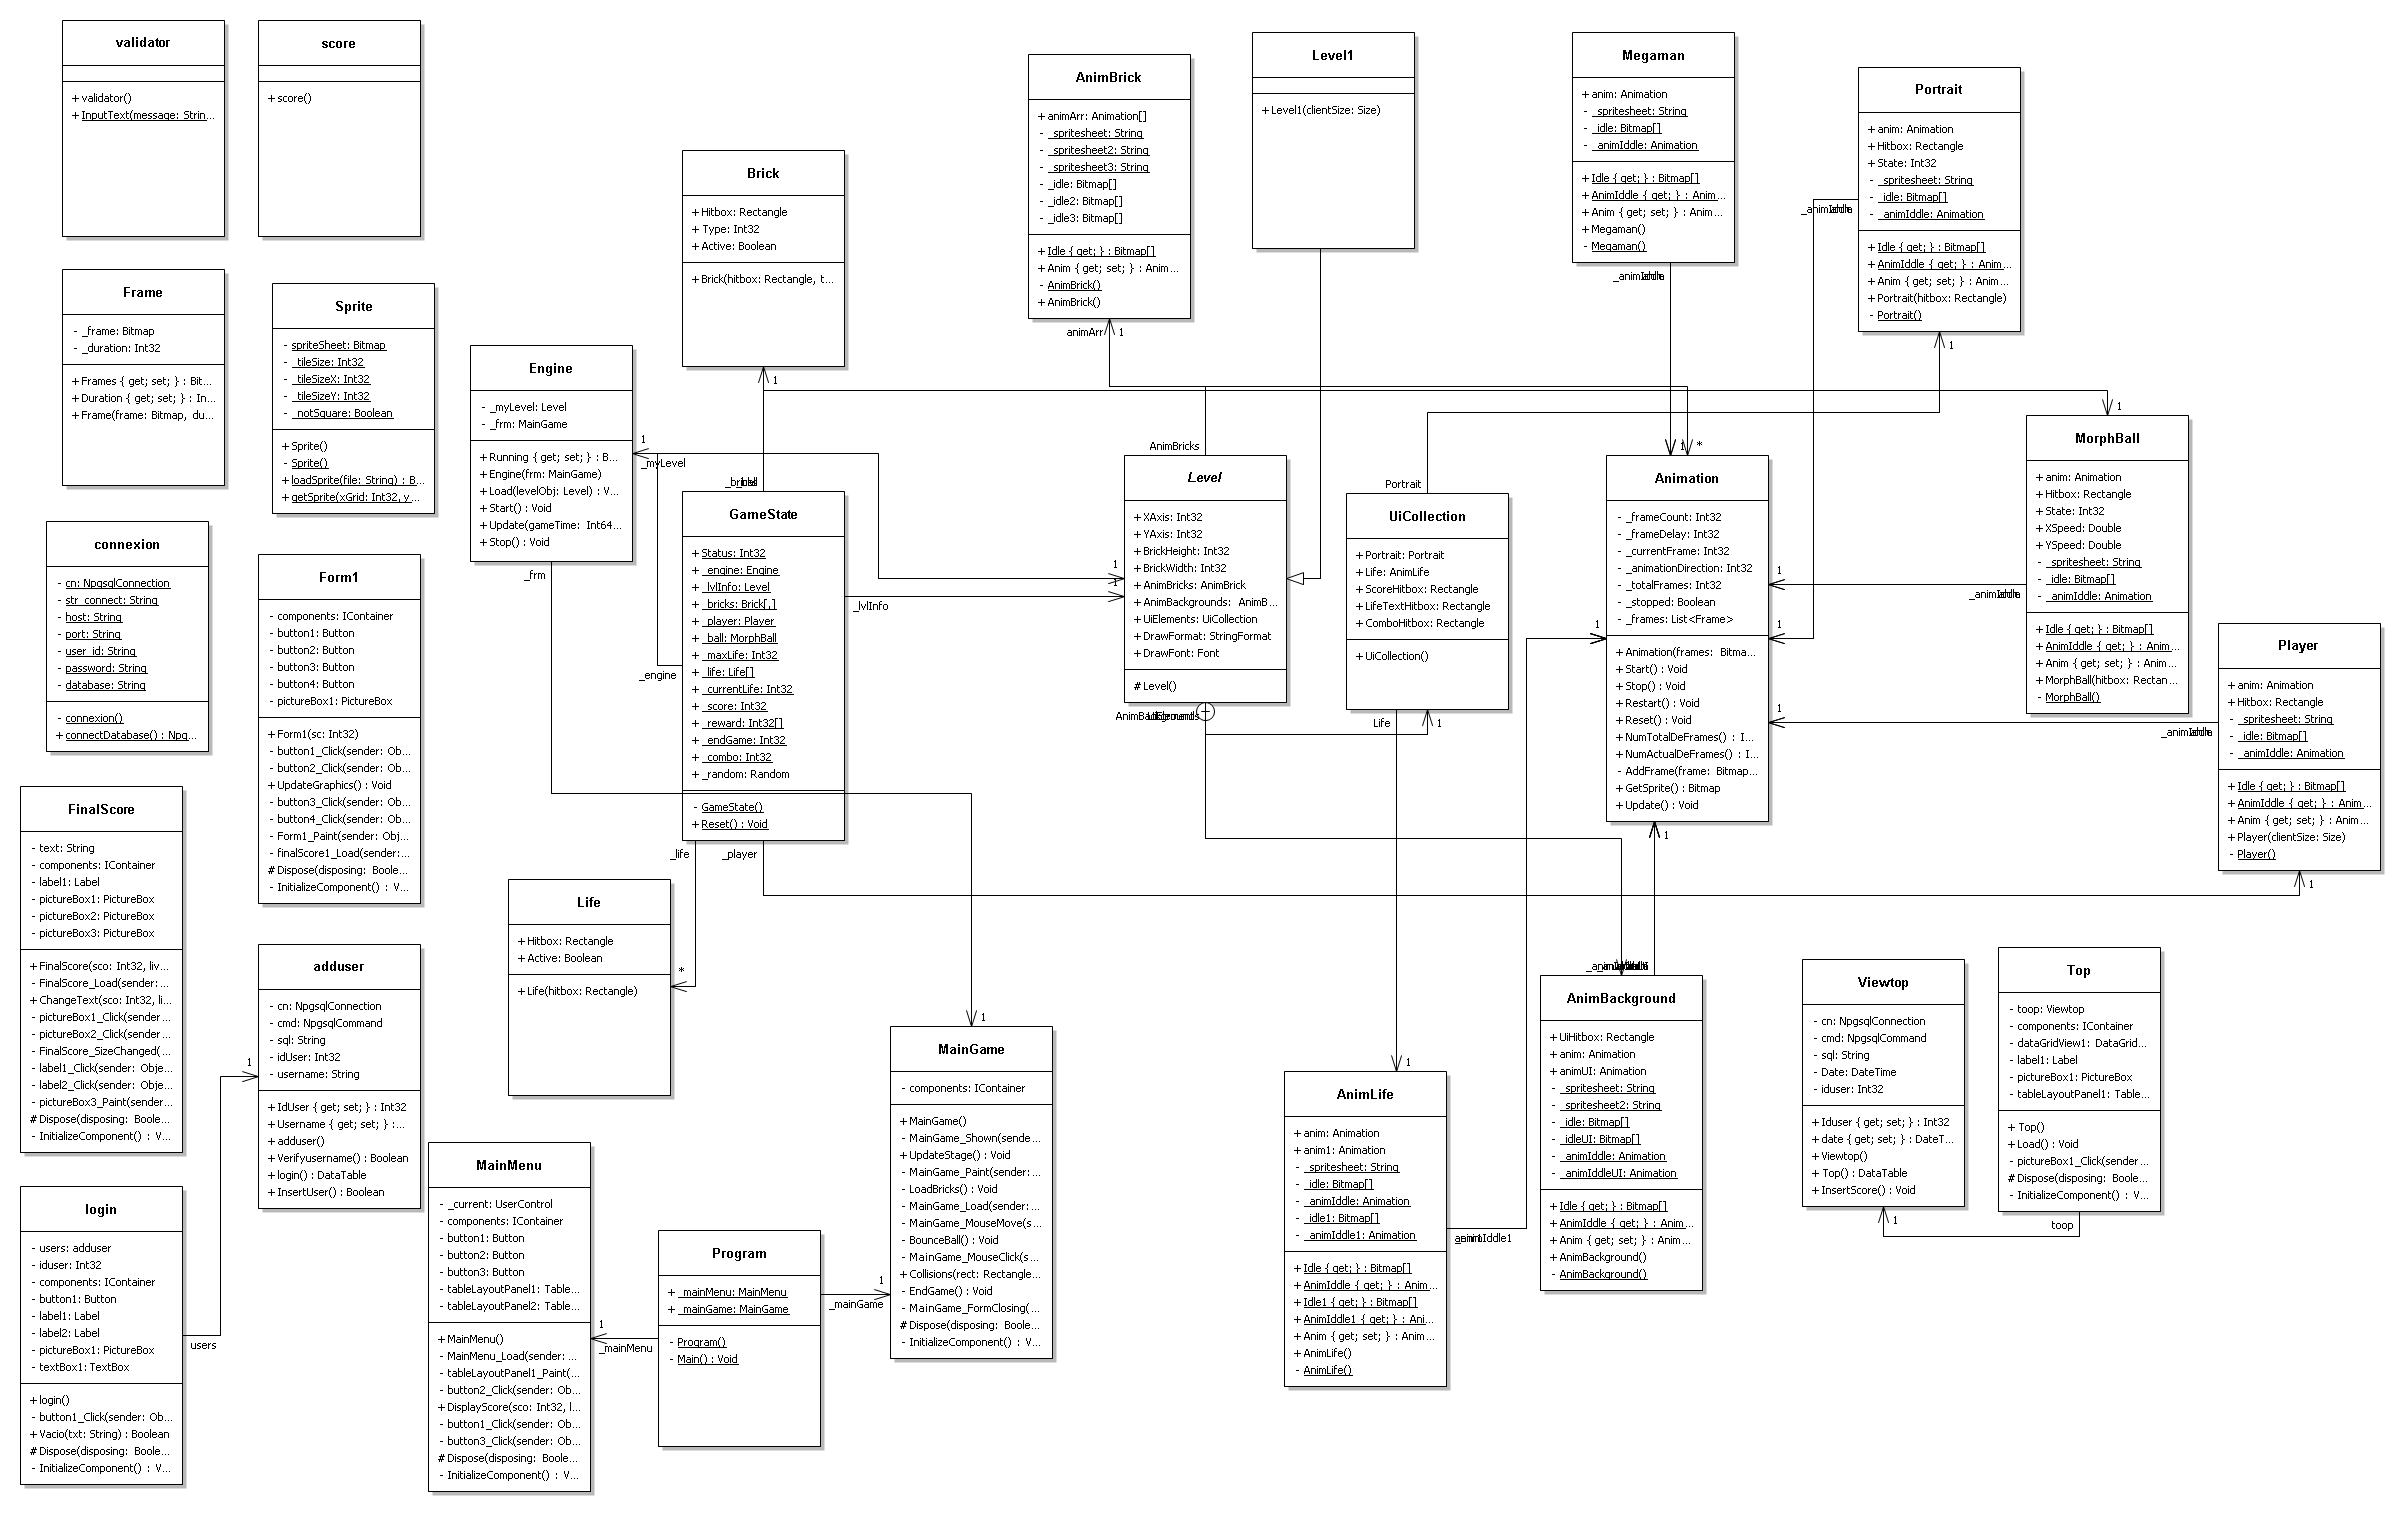 validator
+ validator()
+ InputText(message: Strin...
score
+ score()
AnimBrick
+ animArr: Animation[]
- _spritesheet: String
- _spritesheet2: String
- _spritesheet3: String
- _idle: Bitmap[]
- _idle2: Bitmap[]
- _idle3: Bitmap[]
+ Idle { get; } : Bitmap[]
+ Anim { get; set; } : Anim...
- AnimBrick()
+ AnimBrick()
animArr
1
Level1
+ Level1(clientSize: Size)
Megaman
+ anim: Animation
- _spritesheet: String
- _idle: Bitmap[]
- _animIddle: Animation
+ Idle { get; } : Bitmap[]
+ AnimIddle { get; } : Anim...
+ Anim { get; set; } : Anim...
+ Megaman()
- Megaman()
Portrait
+ anim: Animation
+ Hitbox: Rectangle
+ State: Int32
- _spritesheet: String
- _idle: Bitmap[]
- _animIddle: Animation
+ Idle { get; } : Bitmap[]
+ AnimIddle { get; } : Anim...
+ Anim { get; set; } : Anim...
+ Portrait(hitbox: Rectangle)
- Portrait()
1
Brick
+ Hitbox: Rectangle
+ Type: Int32
+ Active: Boolean
+ Brick(hitbox: Rectangle, t...
1
Frame
- _frame: Bitmap
- _duration: Int32
+ Frames { get; set; } : Bit...
+ Duration { get; set; } : In...
+ Frame(frame: Bitmap, du...
Sprite
- spriteSheet: Bitmap
- _tileSize: Int32
- _tileSizeX: Int32
- _tileSizeY: Int32
- _notSquare: Boolean
+ Sprite()
- Sprite()
+ loadSprite(file: String) : B...
+ getSprite(xGrid: Int32, y...
Engine
- _myLevel: Level
- _frm: MainGame
+ Running { get; set; } : B...
+ Engine(frm: MainGame)
+ Load(levelObj: Level) : V...
+ Start() : Void
+ Update(gameTime: Int64...
+ Stop() : Void
1
_myLevel
_frm
GameState
+ Status: Int32
+ _engine: Engine
+ _lvlInfo: Level
+ _bricks: Brick[,]
+ _player: Player
+ _ball: MorphBall
+ _maxLife: Int32
+ _life: Life[]
+ _currentLife: Int32
+ _score: Int32
+ _reward: Int32[]
+ _endGame: Int32
+ _combo: Int32
+ _random: Random
- GameState()
+ Reset() : Void
_engine
_lvlInfo
_life
_player
AnimBricks
Level
+ XAxis: Int32
+ YAxis: Int32
+ BrickHeight: Int32
+ BrickWidth: Int32
+ AnimBricks: AnimBrick
+ AnimBackgrounds: AnimB...
+ UiElements: UiCollection
+ DrawFormat: StringFormat
+ DrawFont: Font
# Level()
1
1
Portrait
UiCollection
+ Portrait: Portrait
+ Life: AnimLife
+ ScoreHitbox: Rectangle
+ LifeTextHitbox: Rectangle
+ ComboHitbox: Rectangle
+ UiCollection()
Life
1
Animation
- _frameCount: Int32
- _frameDelay: Int32
- _currentFrame: Int32
- _animationDirection: Int32
- _totalFrames: Int32
- _stopped: Boolean
- _frames: List<Frame>
+ Animation(frames: Bitma...
+ Start() : Void
+ Stop() : Void
+ Restart() : Void
+ Reset() : Void
+ NumTotalDeFrames() : I...
+ NumActualDeFrames() : I...
- AddFrame(frame: Bitmap...
+ GetSprite() : Bitmap
+ Update() : Void
1
*
1
1
1
1
1
MorphBall
+ anim: Animation
+ Hitbox: Rectangle
+ State: Int32
+ XSpeed: Double
+ YSpeed: Double
- _spritesheet: String
- _idle: Bitmap[]
- _animIddle: Animation
+ Idle { get; } : Bitmap[]
+ AnimIddle { get; } : Anim...
+ Anim { get; set; } : Anim...
+ MorphBall(hitbox: Rectan...
- MorphBall()
1
Player
+ anim: Animation
+ Hitbox: Rectangle
- _spritesheet: String
- _idle: Bitmap[]
- _animIddle: Animation
+ Idle { get; } : Bitmap[]
+ AnimIddle { get; } : Anim...
+ Anim { get; set; } : Anim...
+ Player(clientSize: Size)
- Player()
1
connexion
- cn: NpgsqlConnection
- str_connect: String
- host: String
- port: String
- user_id: String
- password: String
- database: String
- connexion()
+ connectDatabase() : Npg...
Form1
- components: IContainer
- button1: Button
- button2: Button
- button3: Button
- button4: Button
- pictureBox1: PictureBox
+ Form1(sc: Int32)
- button1_Click(sender: Ob...
- button2_Click(sender: Ob...
+ UpdateGraphics() : Void
- button3_Click(sender: Ob...
- button4_Click(sender: Ob...
- Form1_Paint(sender: Obj...
- finalScore1_Load(sender:...
# Dispose(disposing: Boole...
- InitializeComponent() : V...
FinalScore
- text: String
- components: IContainer
- label1: Label
- pictureBox1: PictureBox
- pictureBox2: PictureBox
- pictureBox3: PictureBox
+ FinalScore(sco: Int32, liv...
- FinalScore_Load(sender:...
+ ChangeText(sco: Int32, li...
- pictureBox1_Click(sender...
- pictureBox2_Click(sender...
- FinalScore_SizeChanged(...
- label1_Click(sender: Obje...
- label2_Click(sender: Obje...
- pictureBox3_Paint(sender...
# Dispose(disposing: Boole...
- InitializeComponent() : V...
adduser
- cn: NpgsqlConnection
- cmd: NpgsqlCommand
- sql: String
- idUser: Int32
- username: String
+ IdUser { get; set; } : Int32
+ Username { get; set; } :...
+ adduser()
+ Verifyusername() : Boolean
+ login() : DataTable
+ InsertUser() : Boolean
1
login
- users: adduser
- iduser: Int32
- components: IContainer
- button1: Button
- label1: Label
- label2: Label
- pictureBox1: PictureBox
- textBox1: TextBox
+ login()
- button1_Click(sender: Ob...
+ Vacio(txt: String) : Boolean
# Dispose(disposing: Boole...
- InitializeComponent() : V...
users
Life
+ Hitbox: Rectangle
+ Active: Boolean
+ Life(hitbox: Rectangle)
*
MainMenu
- _current: UserControl
- components: IContainer
- button1: Button
- button2: Button
- button3: Button
- tableLayoutPanel1: Table...
- tableLayoutPanel2: Table...
+ MainMenu()
- MainMenu_Load(sender: ...
- tableLayoutPanel1_Paint(...
- button2_Click(sender: Ob...
+ DisplayScore(sco: Int32, l...
- button1_Click(sender: Ob...
- button3_Click(sender: Ob...
# Dispose(disposing: Boole...
- InitializeComponent() : V...
1
_mainMenu
Program
+ _mainMenu: MainMenu
+ _mainGame: MainGame
- Program()
- Main() : Void
1
_mainGame
MainGame
- components: IContainer
+ MainGame()
- MainGame_Shown(sende...
+ UpdateStage() : Void
- MainGame_Paint(sender:...
- LoadBricks() : Void
- MainGame_Load(sender:...
- MainGame_MouseMove(s...
- BounceBall() : Void
- MainGame_MouseClick(s...
+ Collisions(rect: Rectangle...
- EndGame() : Void
- MainGame_FormClosing(...
# Dispose(disposing: Boole...
- InitializeComponent() : V...
1
AnimLife
+ anim: Animation
+ anim1: Animation
- _spritesheet: String
- _idle: Bitmap[]
- _animIddle: Animation
- _idle1: Bitmap[]
- _animIddle1: Animation
+ Idle { get; } : Bitmap[]
+ AnimIddle { get; } : Anim...
+ Idle1 { get; } : Bitmap[]
+ AnimIddle1 { get; } : Ani...
+ Anim { get; set; } : Anim...
+ AnimLife()
- AnimLife()
1
AnimBackground
+ UiHitbox: Rectangle
+ anim: Animation
+ animUI: Animation
- _spritesheet: String
- _spritesheet2: String
- _idle: Bitmap[]
- _idleUI: Bitmap[]
- _animIddle: Animation
- _animIddleUI: Animation
+ Idle { get; } : Bitmap[]
+ AnimIddle { get; } : Anim...
+ Anim { get; set; } : Anim...
+ AnimBackground()
- AnimBackground()
Viewtop
- cn: NpgsqlConnection
- cmd: NpgsqlCommand
- sql: String
- Date: DateTime
- iduser: Int32
+ Iduser { get; set; } : Int32
+ date { get; set; } : DateT...
+ Viewtop()
+ Top() : DataTable
+ InsertScore() : Void
1
Top
- toop: Viewtop
- components: IContainer
- dataGridView1: DataGrid...
- label1: Label
- pictureBox1: PictureBox
- tableLayoutPanel1: Table...
+ Top()
+ Load() : Void
- pictureBox1_Click(sender...
# Dispose(disposing: Boole...
- InitializeComponent() : V...
toop